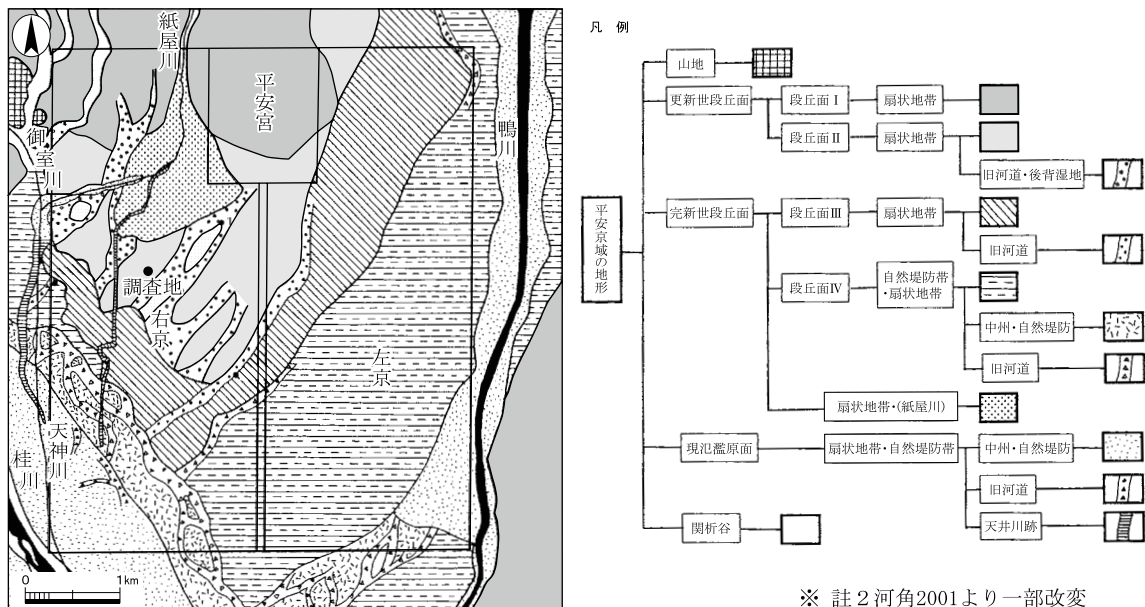 紙屋川
平安宮
鴨川
御室川
調査地
右京
左京
天神川
桂川
0 1km
凡 例
平安京域の地形
山地
更新世段丘面
段丘面Ⅰ
扇状地帯
段丘面Ⅱ
扇状地帯
旧河道・後背湿地
完新世段丘面
段丘面Ⅲ
扇状地帯
旧河道
段丘面Ⅳ
自然堤防帯
・扇状地帯
中州・自然堤防
旧河道
扇状地帯・(紙屋川)
現氾濫原面
扇状地帯・自然堤防帯
中州・自然堤防
旧河道
天井川跡
関析谷
※ 註2河角2001より一部改変